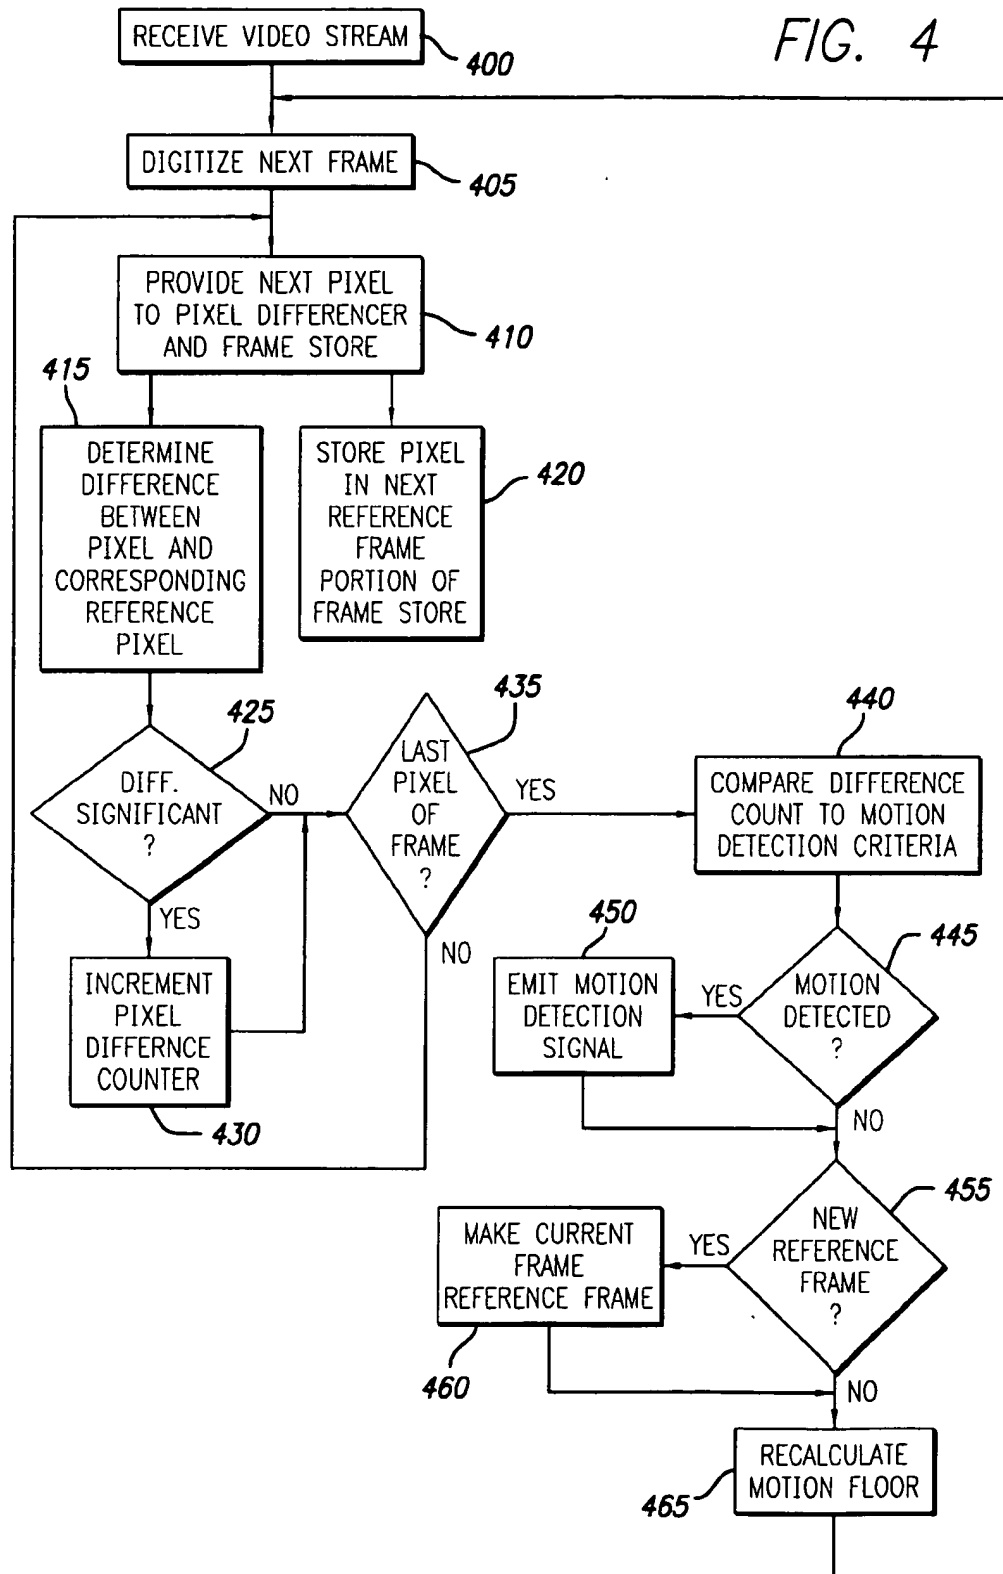 FIG. 4
RECEIVE VIDEO STREAM
400
DIGITIZE NEXT FRAME
405
PROVIDE NEXT PIXEL
TO PIXEL DIFFERENCER
AND FRAME STORE
410
415
DETERMINE
DIFFERENCE
BETWEEN
PIXEL AND
CORRESPONDING
REFERENCE
PIXEL
STORE PIXEL
IN NEXT
REFERENCE
FRAME
PORTION OF
FRAME STORE
420
425
DIFF.
SIGNIFICANT
?
NO
YES
INCREMENT
PIXEL
DIFFERNCE
COUNTER
430
435
LAST
PIXEL
OF
FRAME
?
YES
NO
440
COMPARE DIFFERENCE
COUNT TO MOTION
DETECTION CRITERIA
445
MOTION
DETECTED
?
YES
NO
450
EMIT MOTION
DETECTION
SIGNAL
455
NEW
REFERENCE
FRAME
?
YES
NO
MAKE CURRENT
FRAME
REFERENCE FRAME
460
RECALCULATE
MOTION FLOOR
465